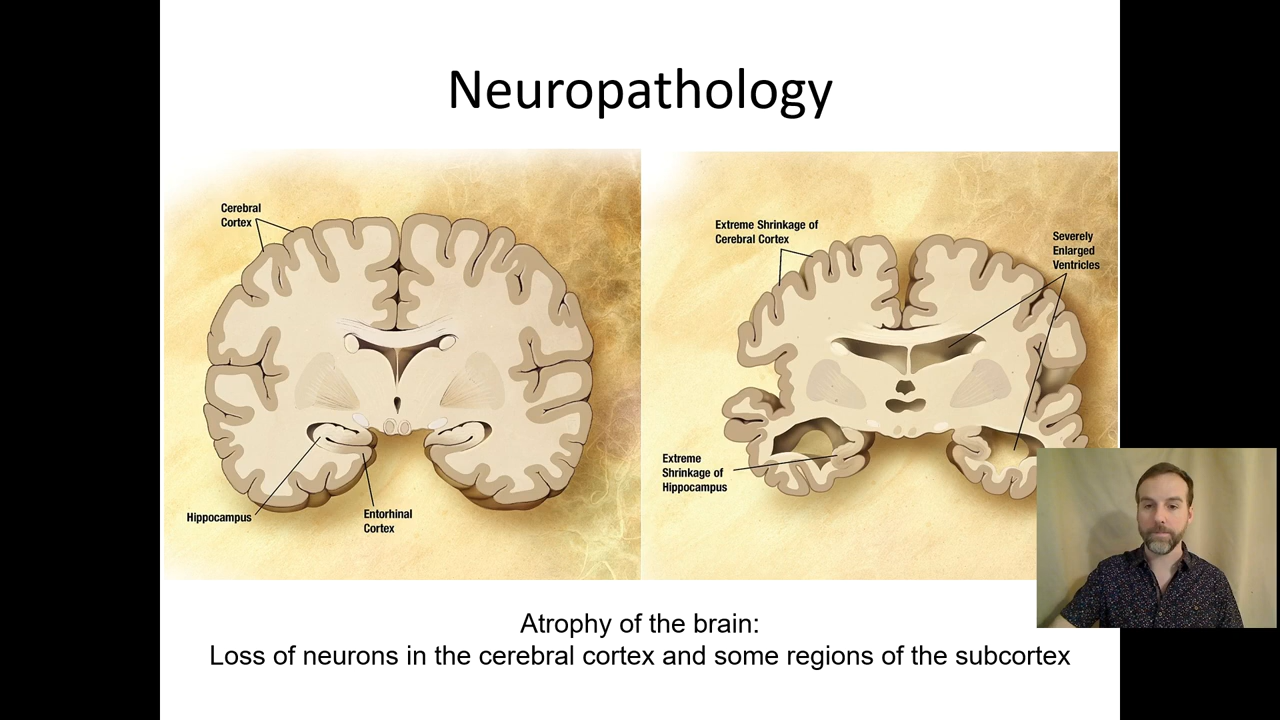 Neuropathology
Cerebral
Cortex
Hippocampus
Entorhinal
Cortex
Extreme Shrinkage of
Cerebral Cortex
Severely
Enlarged
Ventricles
Extreme
Shrinkage of
Hippocampus
Atrophy of the brain:
Loss of neurons in the cerebral cortex and some regions of the subcortex